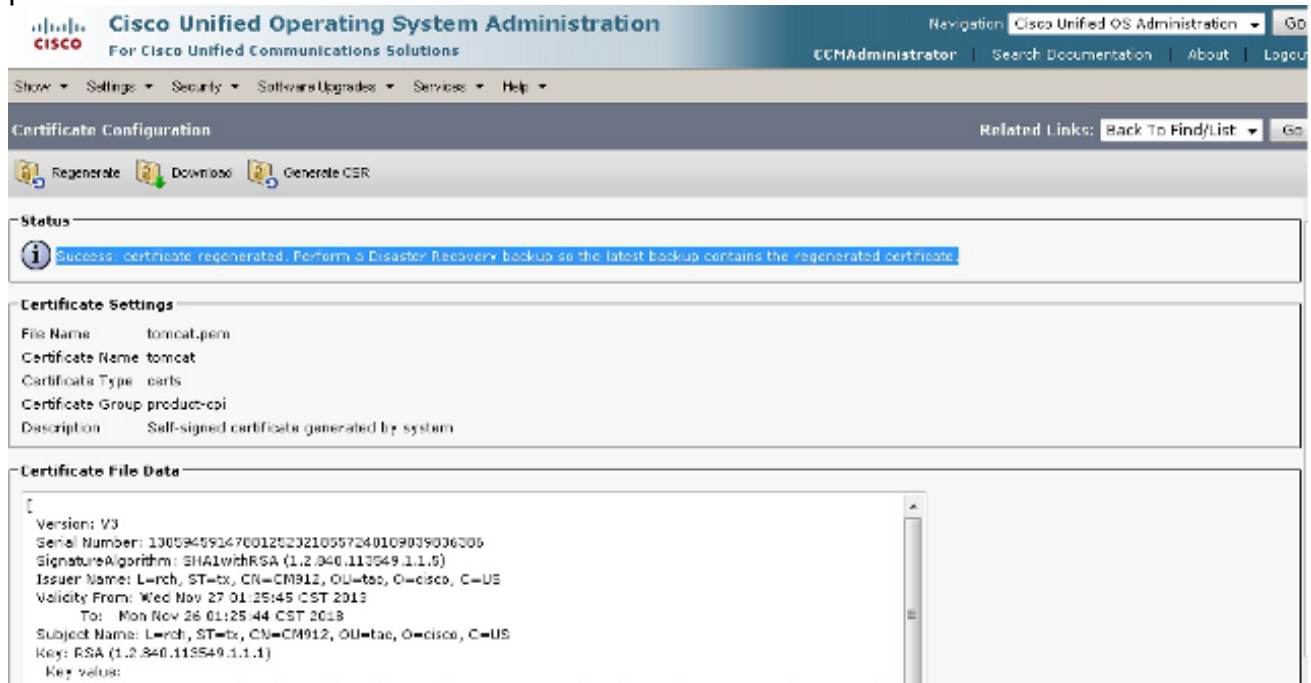 Cisco Unified Operating System Administration
For Cisco Unified Communications Solutions
CISCO
Navigation Cisco Unified OS Administration Go
CCMAdministrator | Search Documentation | About | Logou
Show Settings Security Software Upgrades Services Help
Certificate Configuration
Related Links: Back To Find/List Go
Regenerate Download Generate CSR
Status
Success: certificate regenerated. Perform a Disaster Recovery backup so the latest backup contains the regenerated certificate.
Certificate Settings
File Name tomcat.pem
Certificate Name tomcat
Certificate Type certs
Certificate Group product-cpi
Description Self-signed certificate generated by system
Certificate File Data
[
Version: V3
Serial Number:
SignatureAlgorithm: SHA1withRSA (1.2.840.113549.1.1.5)
Issuer Name: L=rch, ST=tx, CN=CM912, OU=tac, O=cisco, C=US
Validity From: Wed Nov 27 01:25:45 CST 2013
To: Mon Nov 26 01:25:44 CST 2018
Subject Name: L=rch, ST=tx, CN=CM912, OU=tac, O=cisco, C=US
Key: RSA (1.2.840.113549.1.1.1)
Key value: